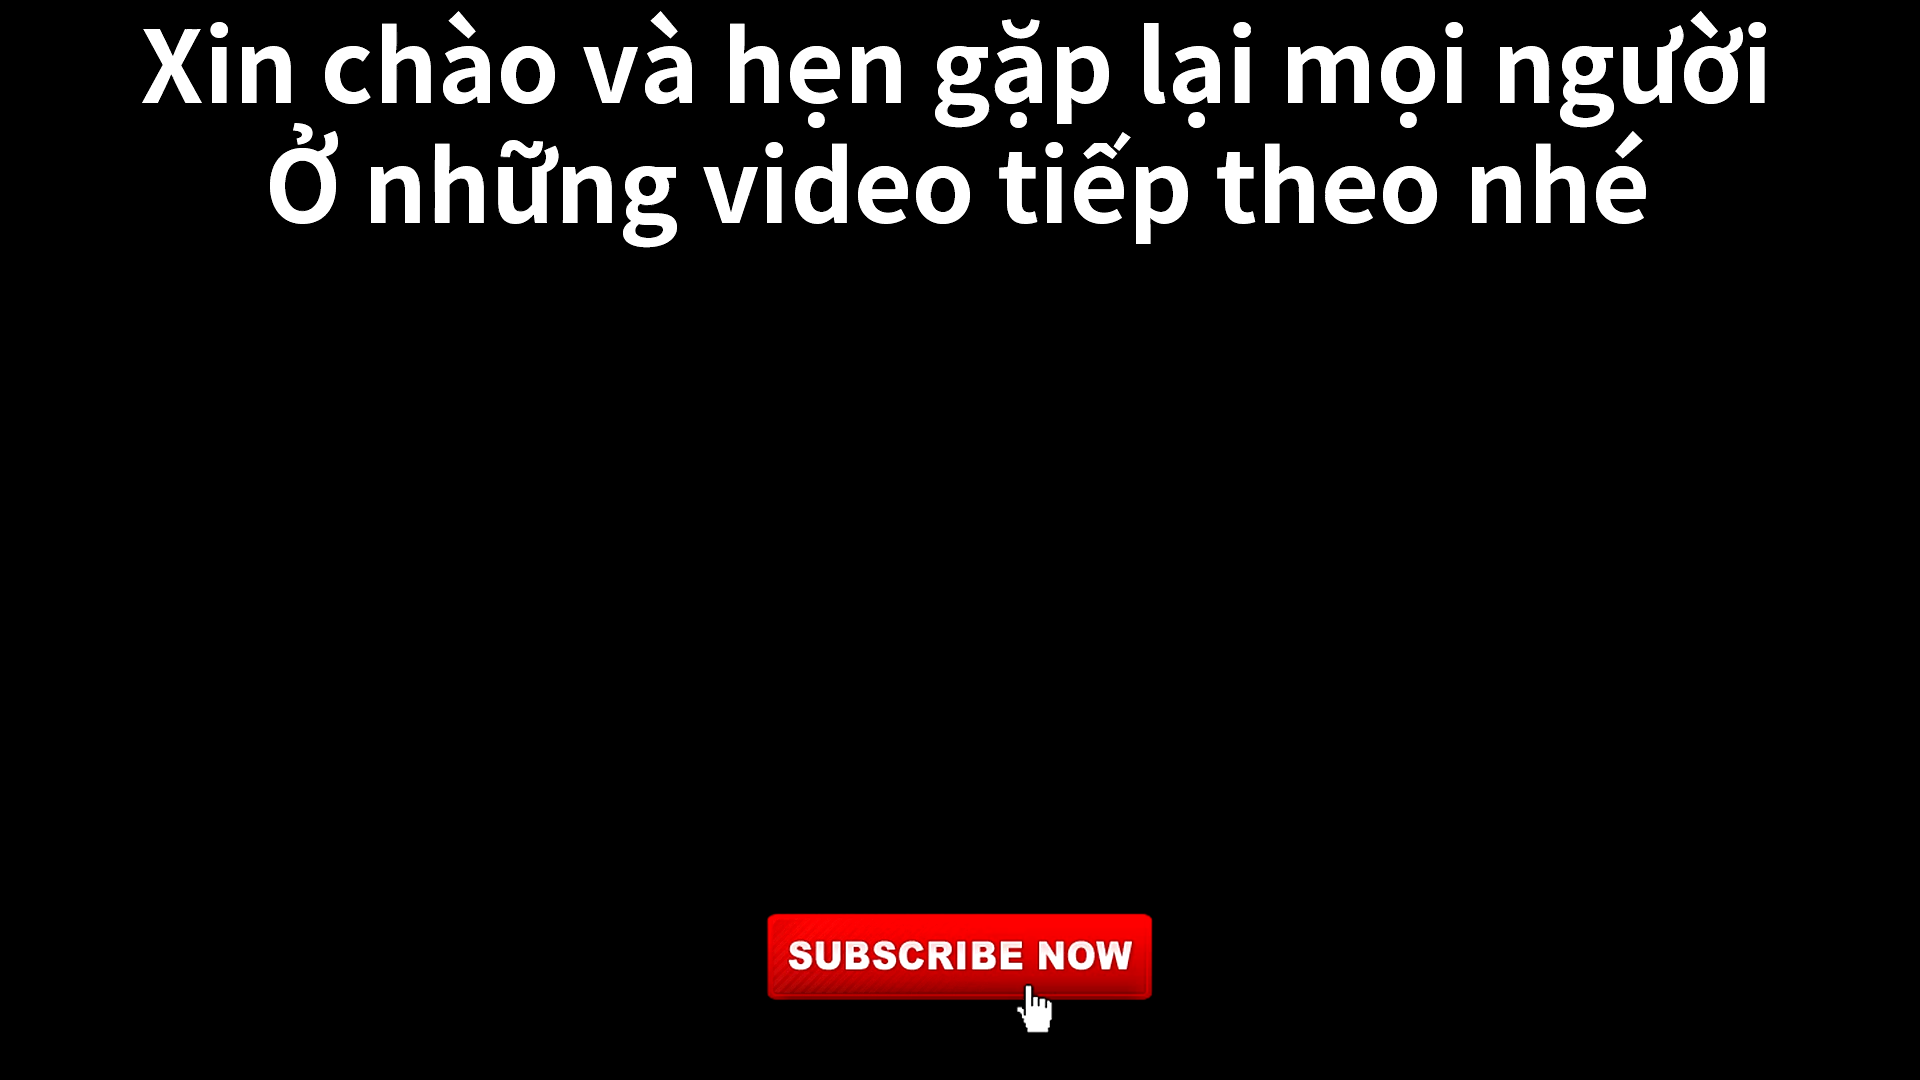 Xin chào và hẹn gặp lại mọi người
Ở những video tiếp theo nhé
SUBSCRIBE NOW